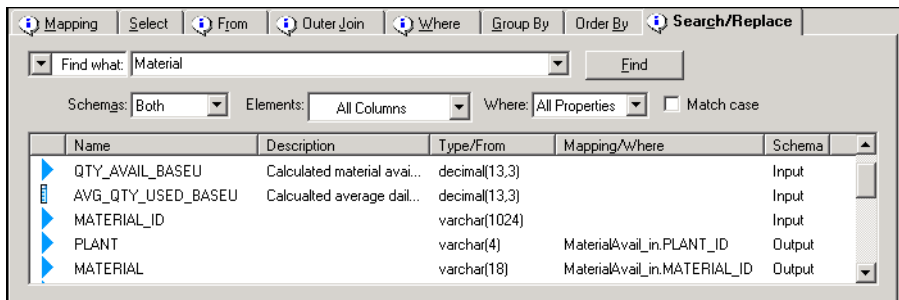 Mapping Select From Outer Join Where Group By Order By Search/Replace
Find what: Material Find
Schemas: Both Elements: All Columns Where: All Properties Match case
Name Description Type/From Mapping/Where Schema
QTY_AVAIL_BASEU Calculated material avai... decimal(13,3) Input
AVG_QTY_USED_BASEU Calcualted average dail... decimal(13,3) Input
MATERIAL_ID varchar(1024) Input
PLANT varchar(4) MaterialAvail_in.PLANT_ID Output
MATERIAL varchar(18) MaterialAvail_in.MATERIAL_ID Output